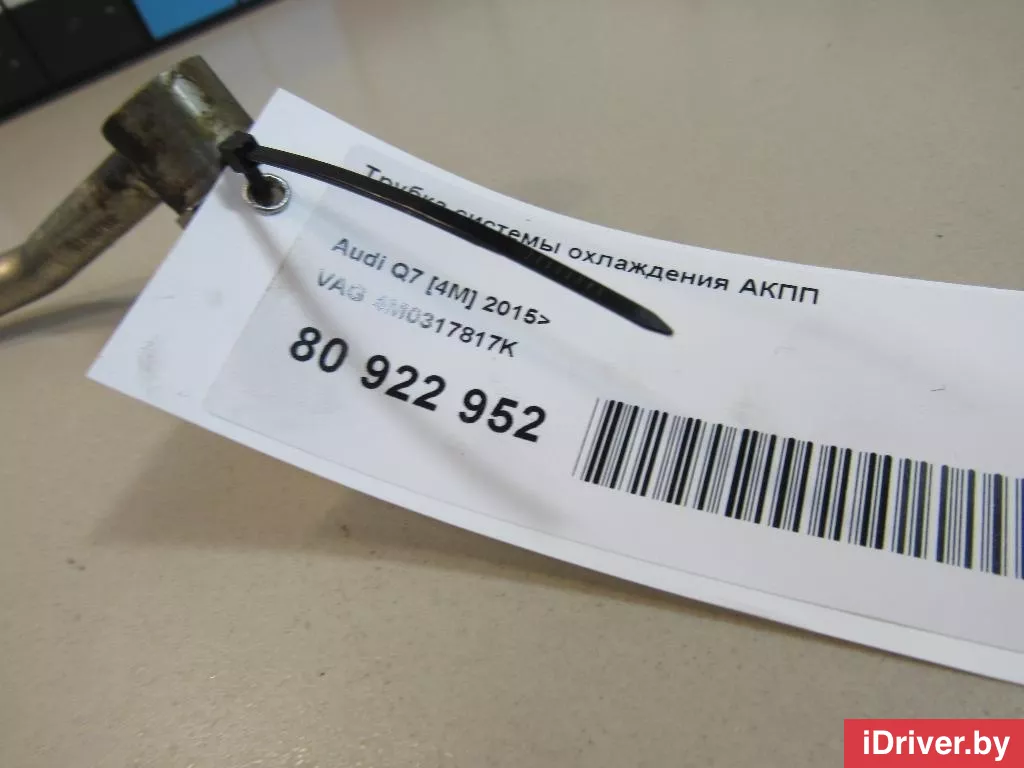 Трубка системы охлаждения АКПП
Audi Q7 [4M] 2015>
VAG 4M0317817K
80 922 952
iDriver.by